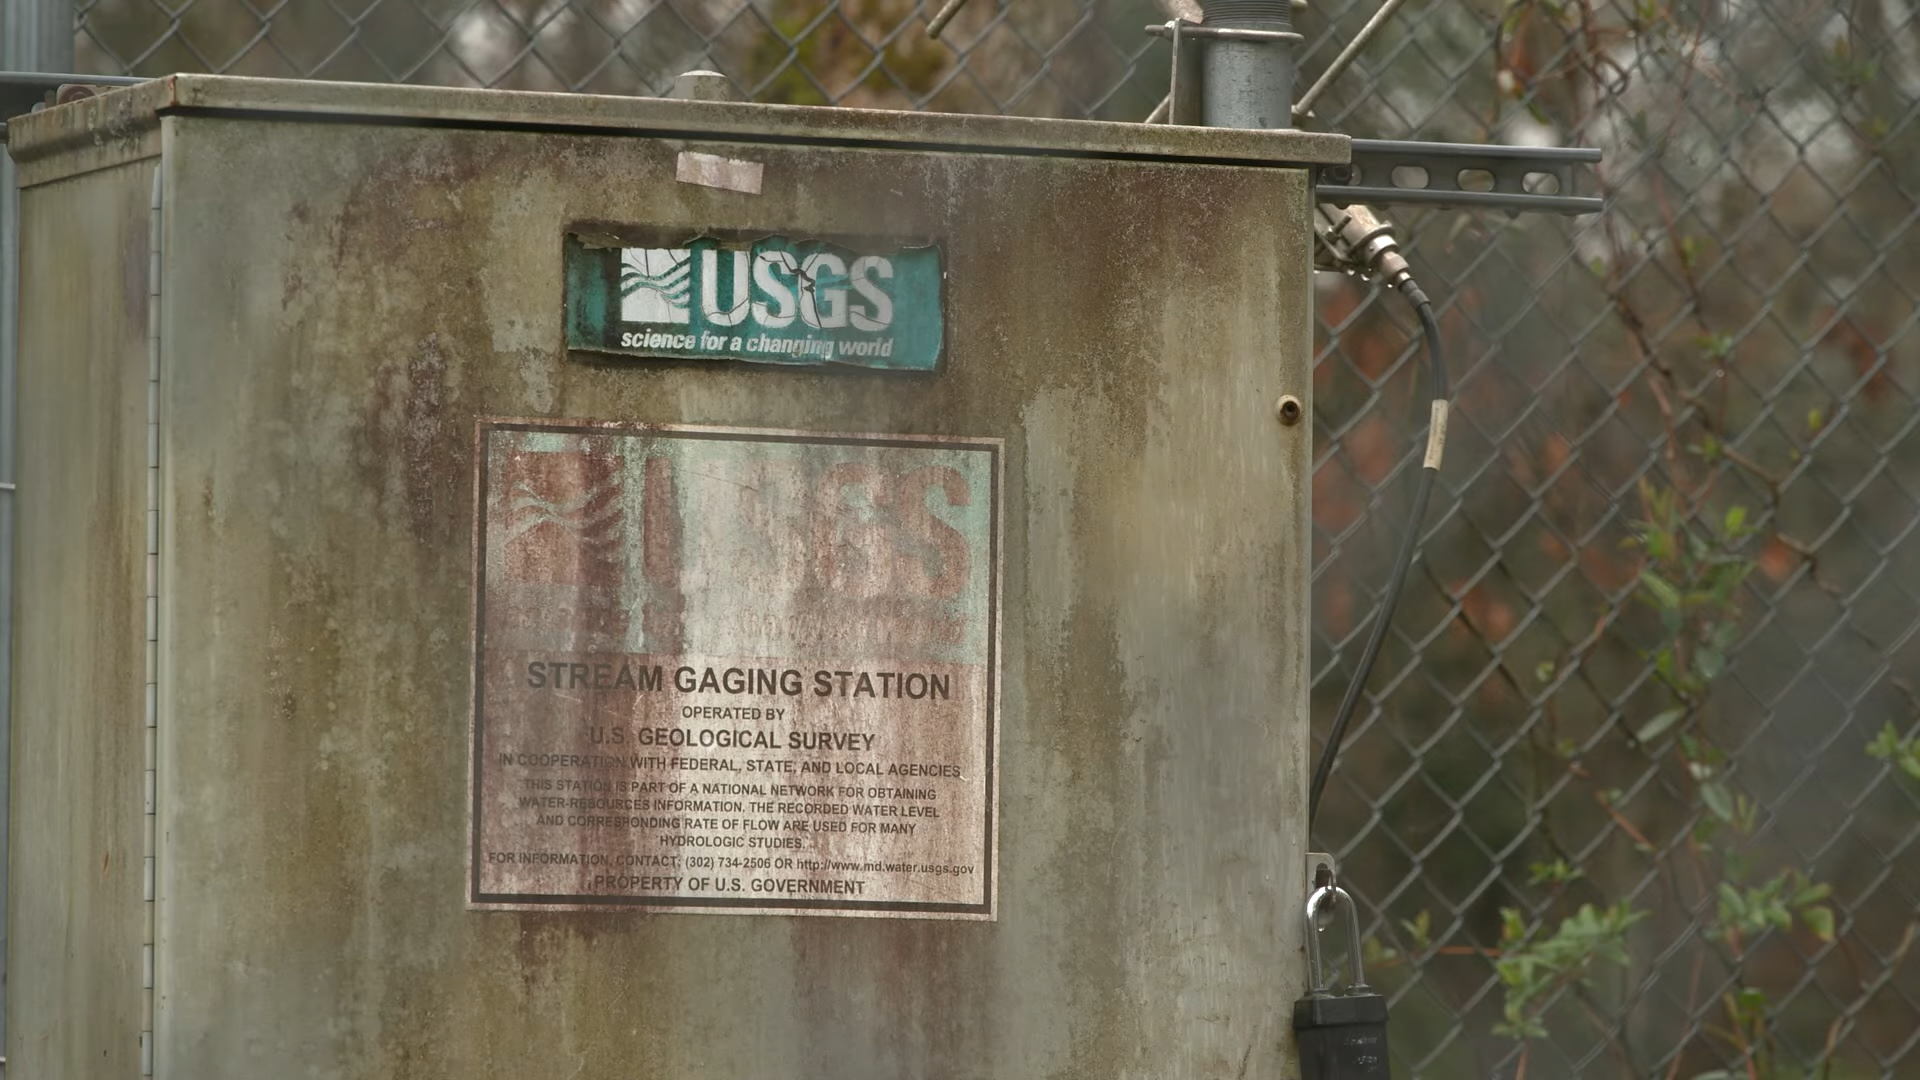 USGS
science for a changing world
USGS
STREAM GAGING STATION
OPERATED BY
U.S. GEOLOGICAL SURVEY
IN COOPERATION WITH FEDERAL, STATE, AND LOCAL AGENCIES
THIS STATION IS PART OF A NATIONAL NETWORK FOR OBTAINING
WATER-RESOURCES INFORMATION. THE RECORDED WATER LEVEL
AND CORRESPONDING RATE OF FLOW ARE USED FOR MANY
HYDROLOGIC STUDIES.
FOR INFORMATION, CONTACT: (302) 734-2506 OR http://www.md.water.usgs.gov
PROPERTY OF U.S. GOVERNMENT